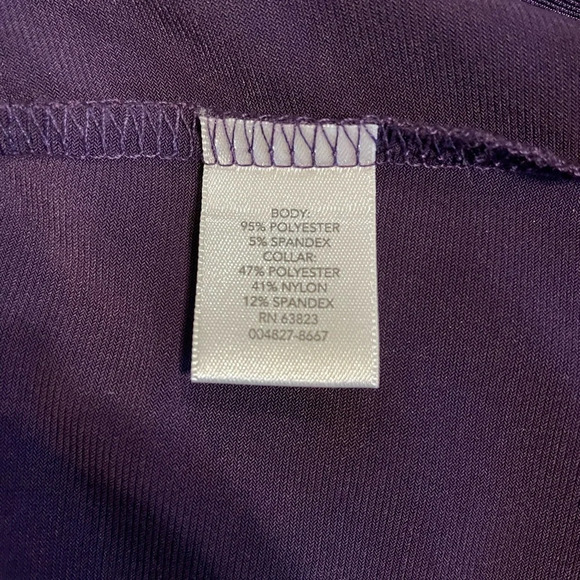 BODY:
95% POLYESTER
5% SPANDEX
COLLAR:
47% POLYESTER
41% NYLON
12% SPANDEX
RN 63823
004827-8667